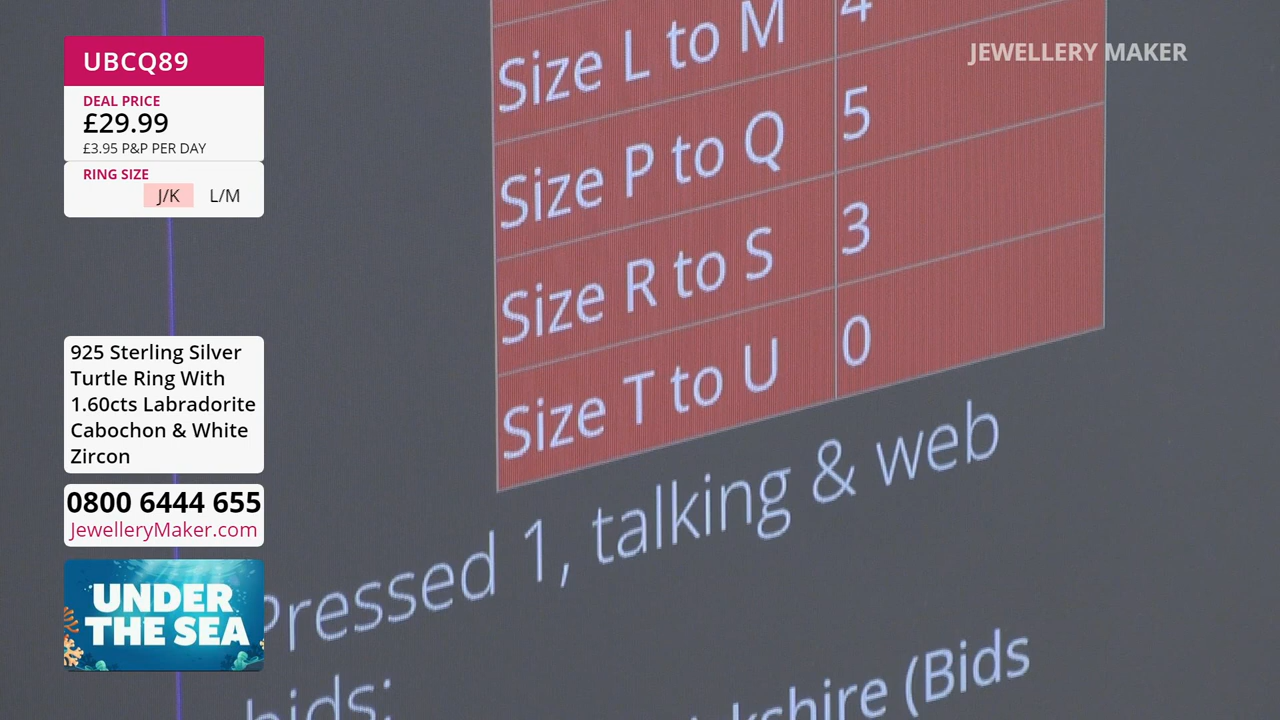 UBCQ89
DEAL PRICE
£29.99
£3.95 P&P PER DAY
RING SIZE
J/K L/M
925 Sterling Silver
Turtle Ring With
1.60cts Labradorite
Cabochon & White
Zircon
0800 6444 655
JewelleryMaker.com
UNDER
THE SEA
JEWELLERY MAKER
Size L to M 4
Size P to Q 5
Size R to S 3
Size T to U 0
Pressed 1, talking & web
bids:
(Bids